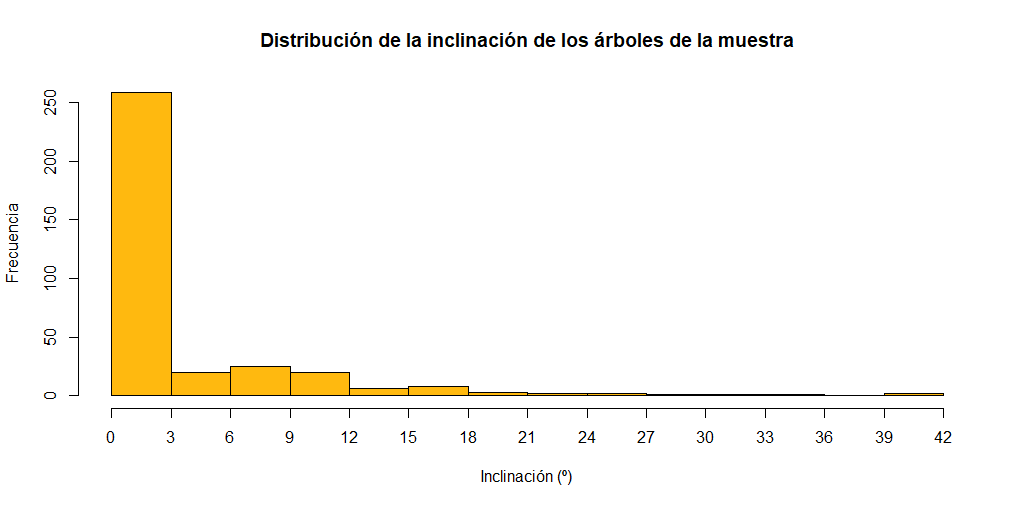 Distribución de la inclinación de los árboles de la muestra
Frecuencia
250
200
150
100
50
0
0 3 6 9 12 15 18 21 24 27 30 33 36 39 42
Inclinación (º)